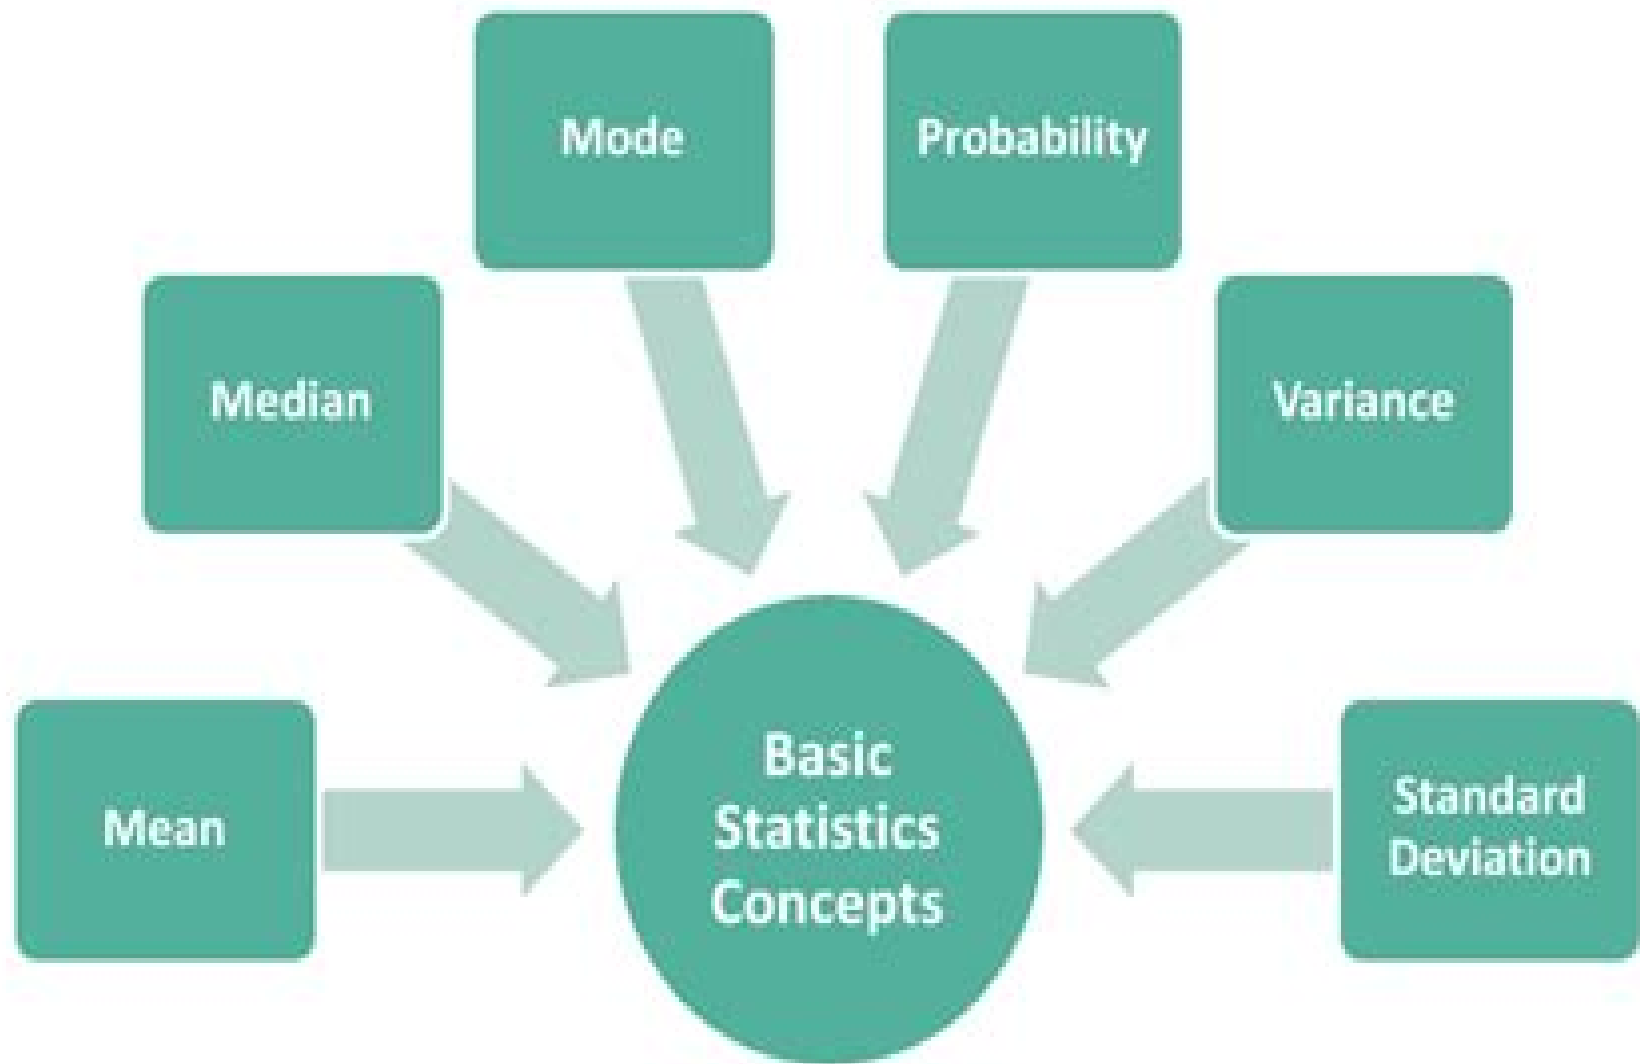 Mode
Probability
Median
Variance
Mean
Basic
Statistics
Concepts
Standard
Deviation